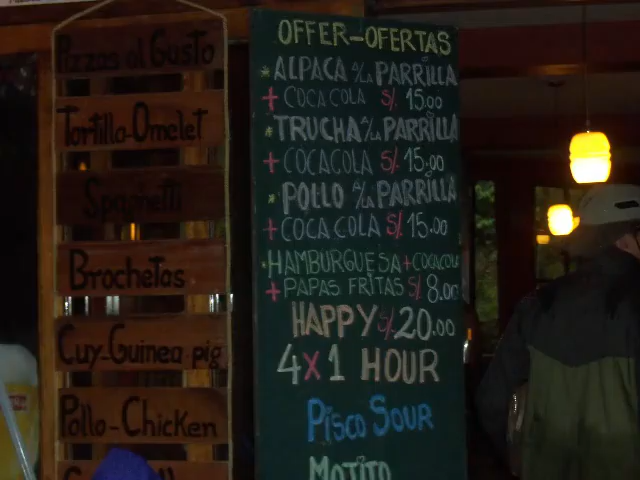 Pizzas al Gusto
Tortilla-Omelet
Spaghetti
Brochetas
Cuy-Guinea pig
Pollo-Chicken
OFFER-OFERTAS
*ALPACA a/la PARRILLA
+ COCA COLA S/. 15.00
*TRUCHA a/la PARRILLA
+ COCACOLA S/. 15.00
* POLLO a/la PARRILLA
+ COCA COLA S/. 15.00
*HAMBURGUESA+COCACOL
+ PAPAS FRITAS S/. 8.00
HAPPY S/. 20.00
4x1 HOUR
Pisco Sour
MOJITO